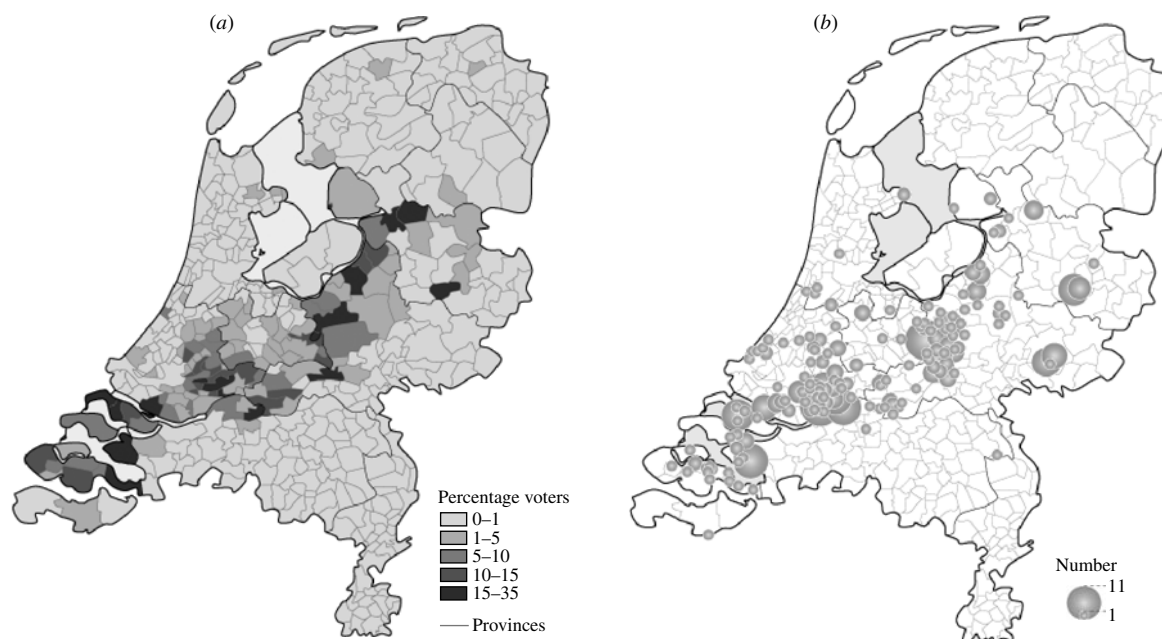 (a)
(b)
Percentage voters
0–1
1–5
5–10
10–15
15–35
Provinces
Number
11
1